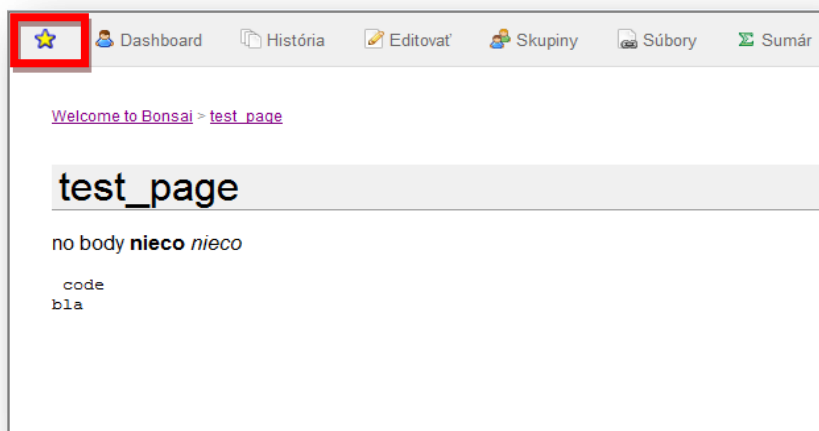 Dashboard História Editovať Skupiny Súbory Σ Sumár
Welcome to Bonsai > test_page
test_page
no body nieco nieco
code
bla